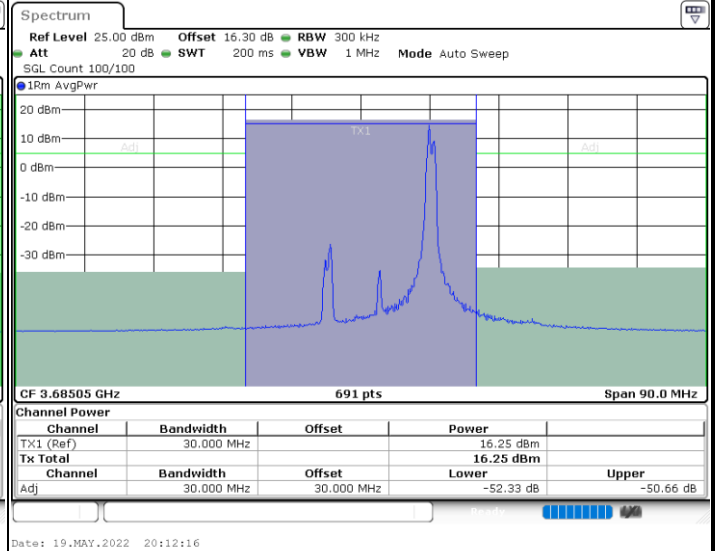 Spectrum
Ref Level 25.00 dBm Offset 16.30 dB RBW 300 kHz
Att 20 dB SWT 200 ms VBW 1 MHz Mode Auto Sweep
SGL Count 100/100
1Rm AvgPwr
20 dBm
TX1
10 dBm
Adj Adj
0 dBm
-10 dBm
-20 dBm
-30 dBm
CF 3.68505 GHz 691 pts Span 90.0 MHz
Channel Power
Channel Bandwidth Offset Power
TX1 (Ref) 30.000 MHz 16.25 dBm
Tx Total 16.25 dBm
Channel Bandwidth Offset Lower Upper
Adj 30.000 MHz 30.000 MHz -52.33 dB -50.66 dB
Ready
Date: 19.MAY.2022 20:12:16